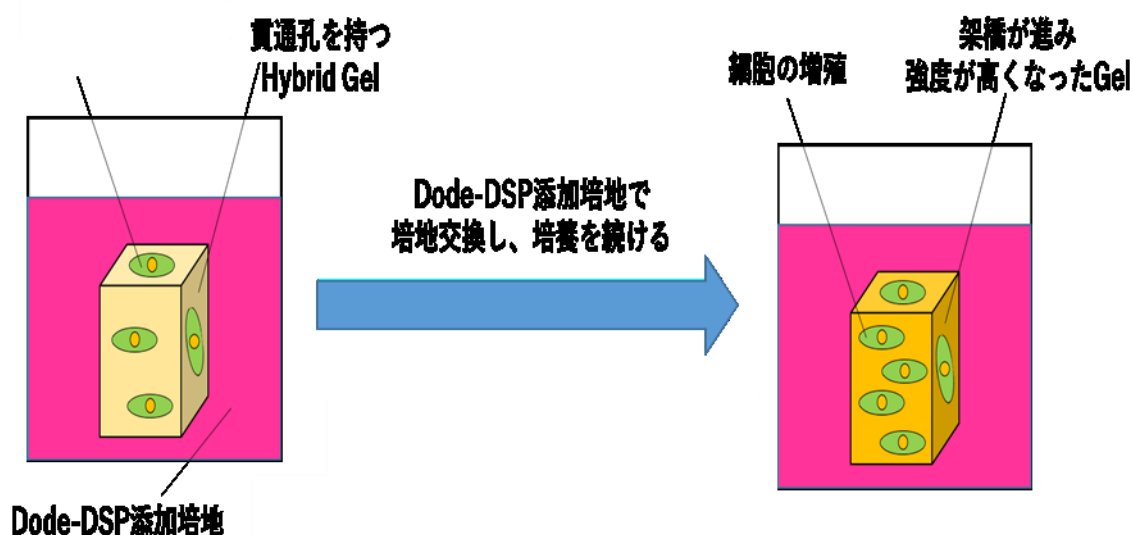 貫通孔を持つ
Hybrid Gel
細胞の増殖
架橋が進み
強度が高くなったGel
Dode-DSP添加培地で
培地交換し、培養を続ける
Dode-DSP添加培地